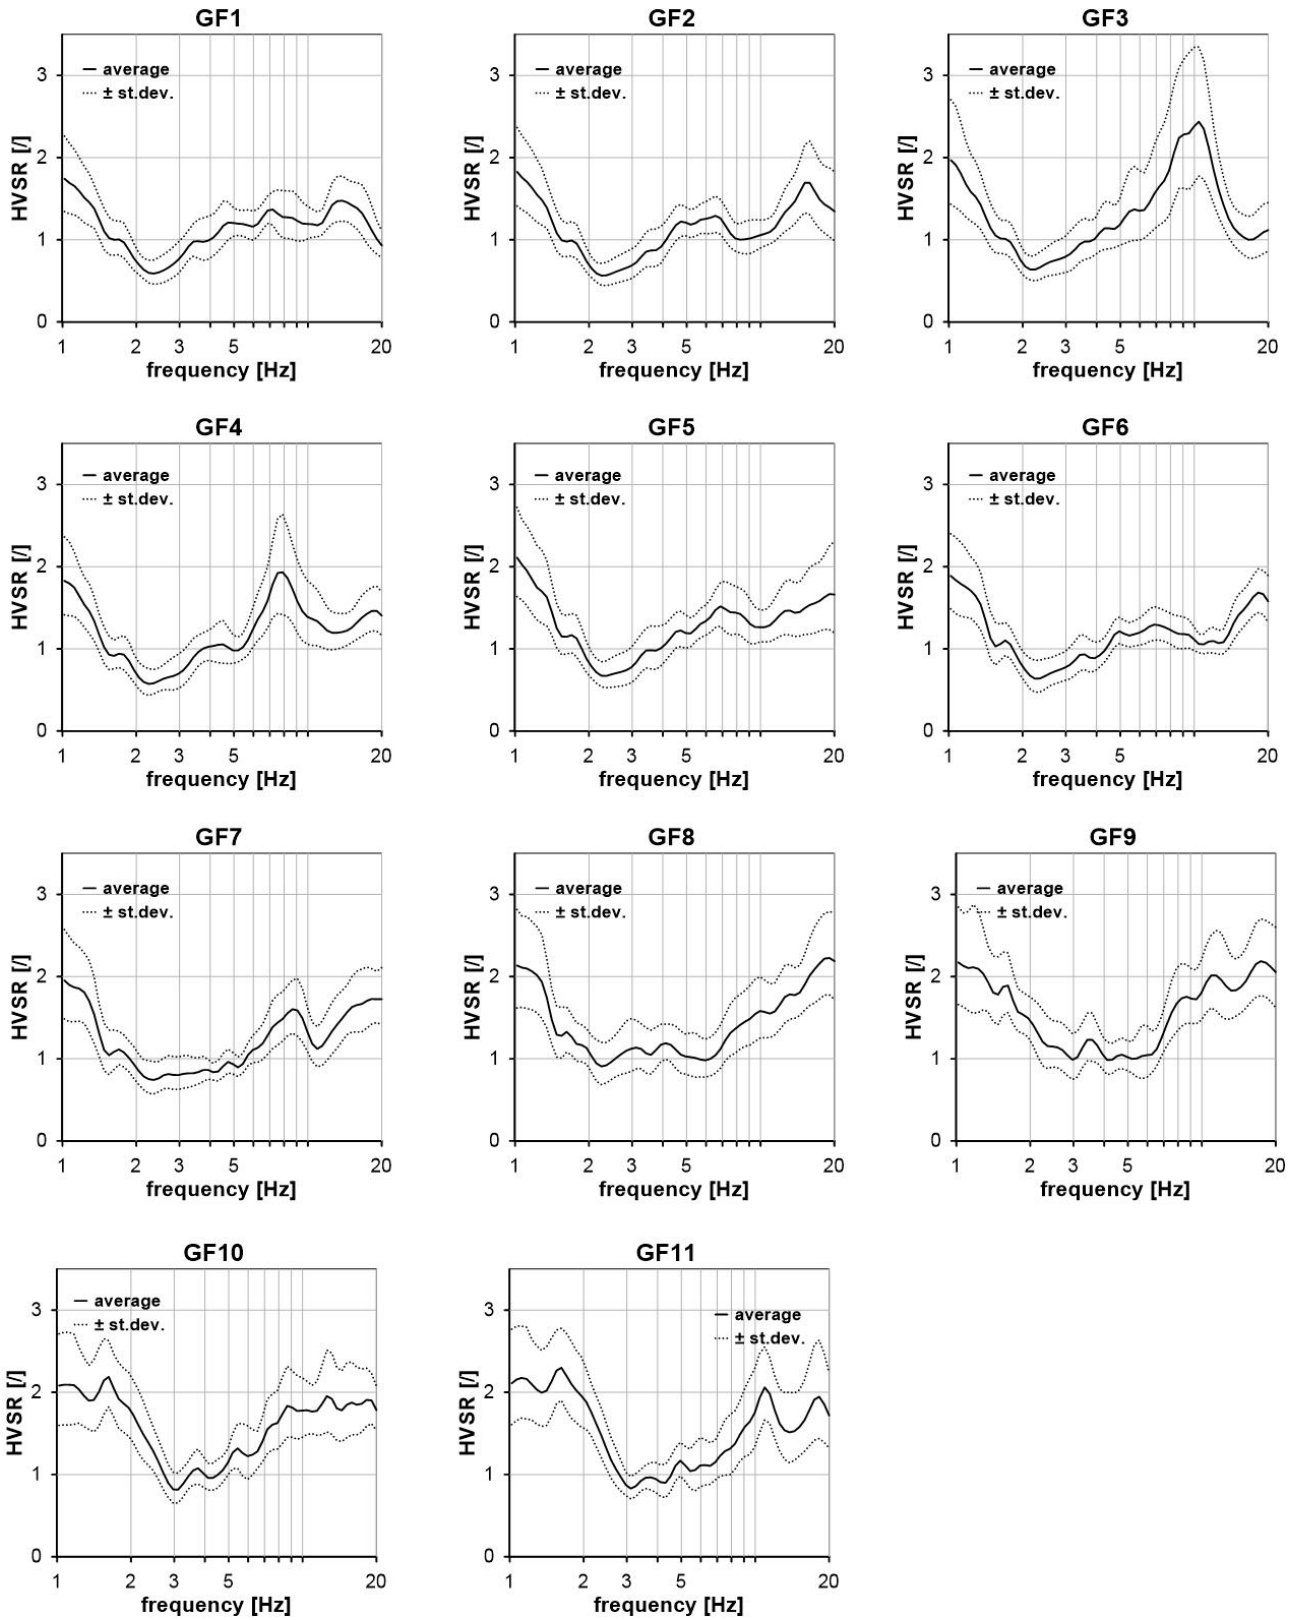 GF1
GF2
GF3
3
2
1
0
HVSR [/]
average
± st.dev.
1 2 3 5 20
frequency [Hz]
3
2
1
0
HVSR [/]
average
± st.dev.
1 2 3 5 20
frequency [Hz]
3
2
1
0
HVSR [/]
average
± st.dev.
1 2 3 5 20
frequency [Hz]
GF4
GF5
GF6
3
2
1
0
HVSR [/]
average
± st.dev.
1 2 3 5 20
frequency [Hz]
3
2
1
0
HVSR [/]
average
± st.dev.
1 2 3 5 20
frequency [Hz]
3
2
1
0
HVSR [/]
average
± st.dev.
1 2 3 5 20
frequency [Hz]
GF7
GF8
GF9
3
2
1
0
HVSR [/]
average
± st.dev.
1 2 3 5 20
frequency [Hz]
3
2
1
0
HVSR [/]
average
± st.dev.
1 2 3 5 20
frequency [Hz]
3
2
1
0
HVSR [/]
average
± st.dev.
1 2 3 5 20
frequency [Hz]
GF10
GF11
3
2
1
0
HVSR [/]
average
± st.dev.
1 2 3 5 20
frequency [Hz]
3
2
1
0
HVSR [/]
average
± st.dev.
1 2 3 5 20
frequency [Hz]